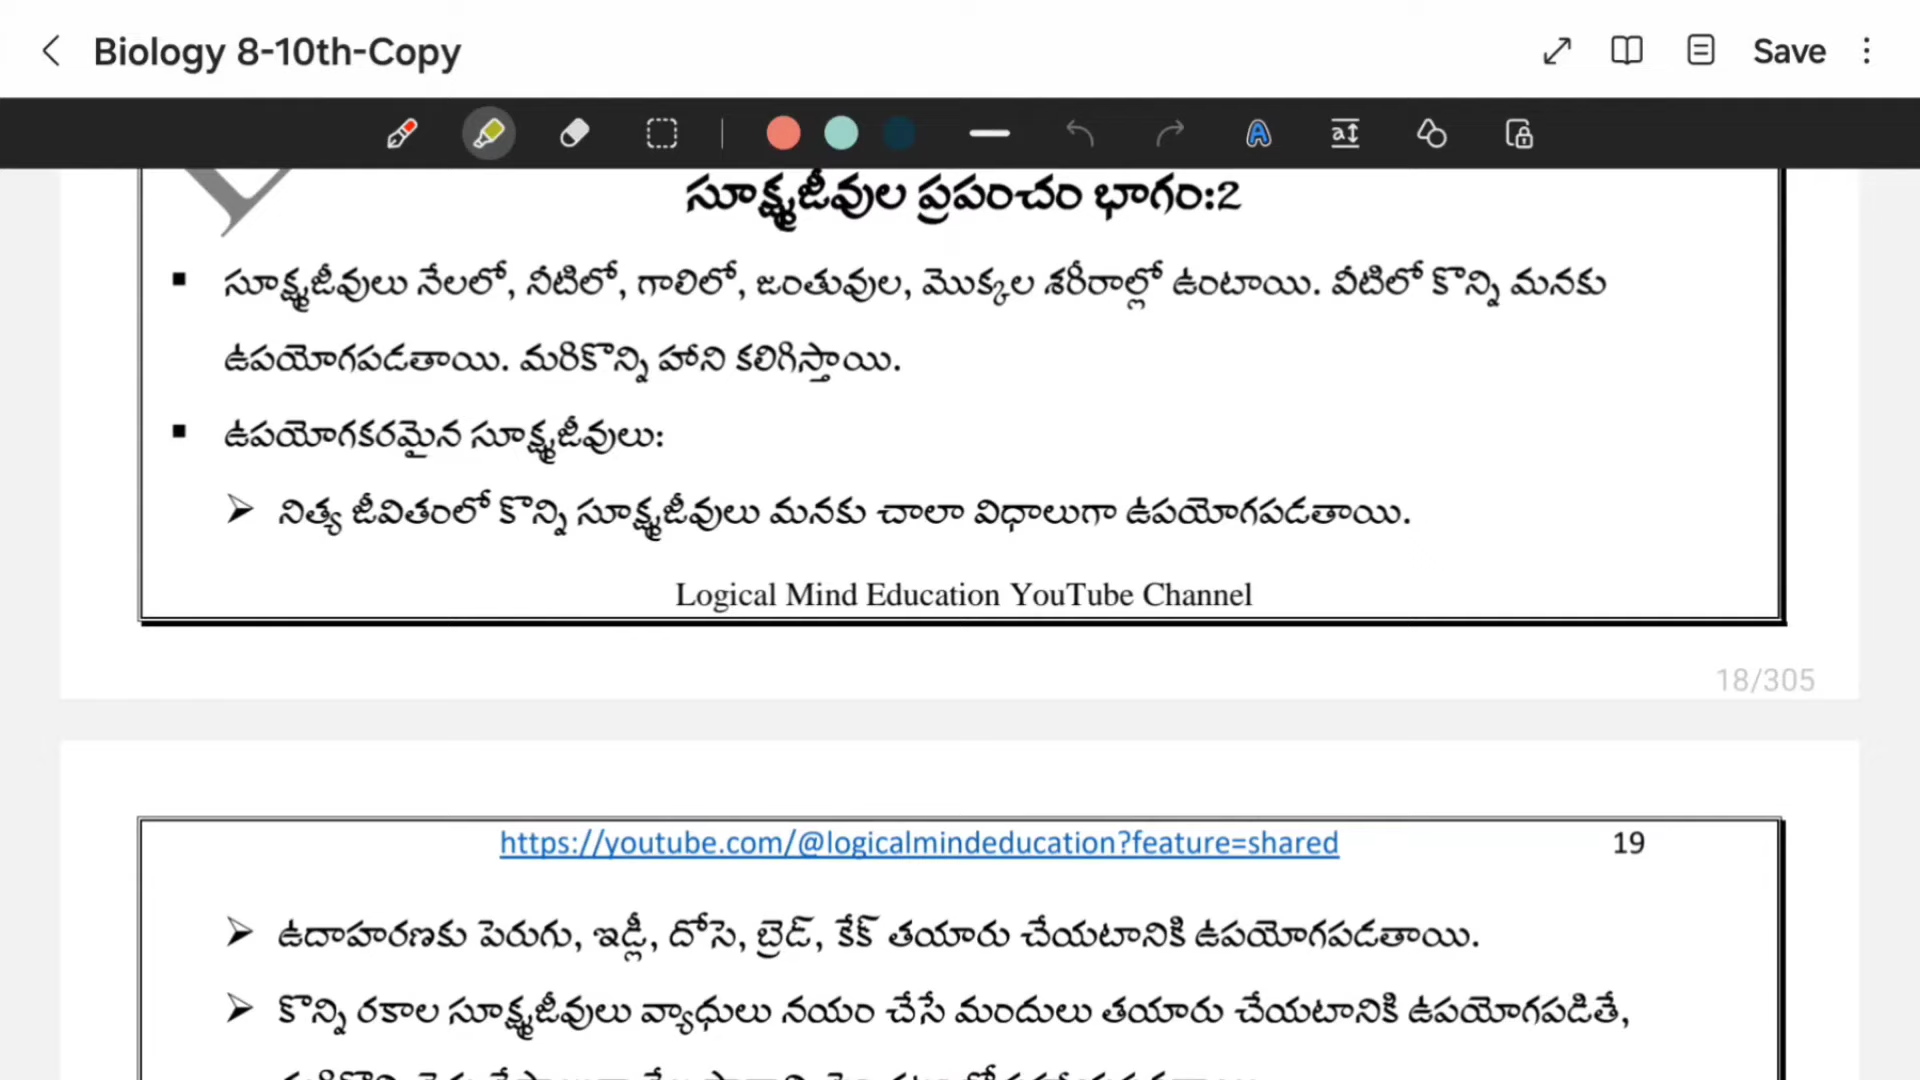 Biology 8-10th-Copy
Save
సూక్ష్మజీవుల ప్రపంచం భాగం:2
▪ సూక్ష్మజీవులు నేలలో, నీటిలో, గాలిలో, జంతువుల, మొక్కల శరీరాల్లో ఉంటాయి. వీటిలో కొన్ని మనకు
ఉపయోగపడతాయి. మరికొన్ని హాని కలిగిస్తాయి.
▪ ఉపయోగకరమైన సూక్ష్మజీవులు:
➢ నిత్య జీవితంలో కొన్ని సూక్ష్మజీవులు మనకు చాలా విధాలుగా ఉపయోగపడతాయి.
Logical Mind Education YouTube Channel
18/305
https://youtube.com/@logicalmindeducation?feature=shared 19
➢ ఉదాహరణకు పెరుగు, ఇడ్లీ, దోసె, బ్రెడ్, కేక్ తయారు చేయటానికి ఉపయోగపడతాయి.
➢ కొన్ని రకాల సూక్ష్మజీవులు వ్యాధులు నయం చేసే మందులు తయారు చేయటానికి ఉపయోగపడితే,